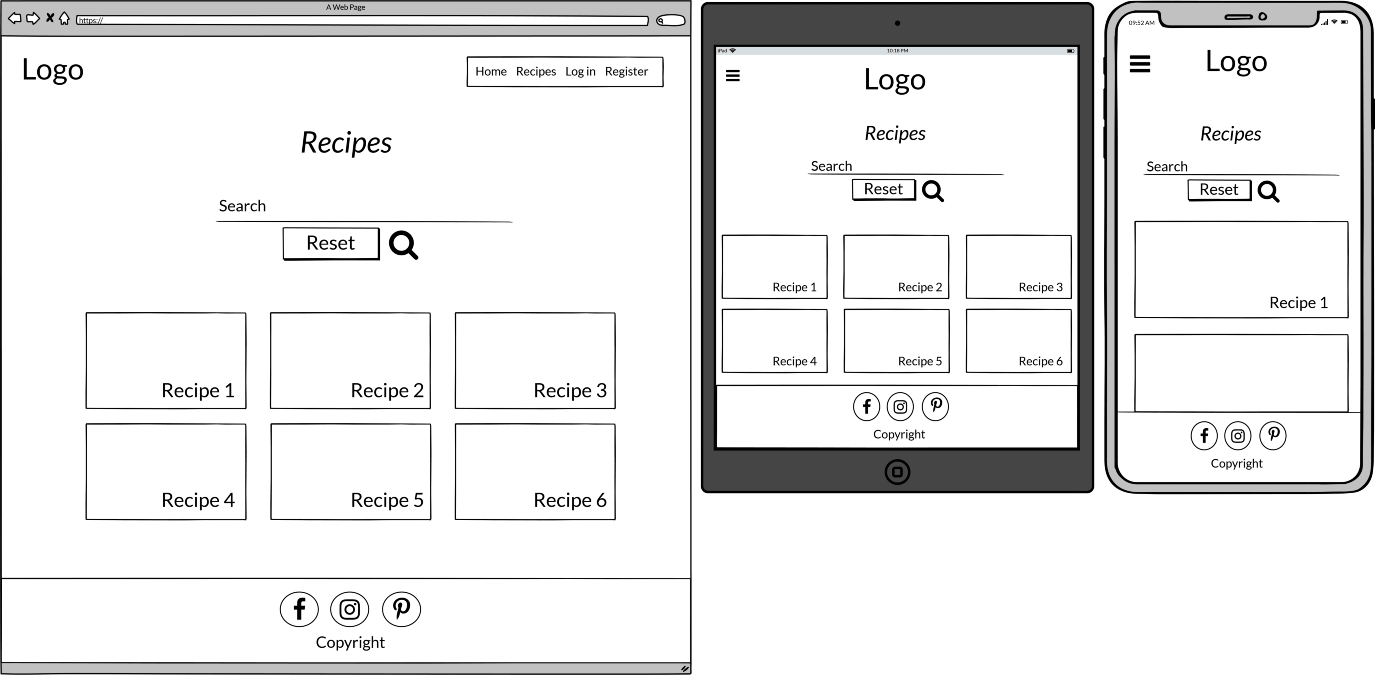 A Web Page
https://
Logo
Home Recipes Log in Register
Recipes
Search
Reset
Recipe 1 Recipe 2 Recipe 3
Recipe 4 Recipe 5 Recipe 6
Copyright
iPad 10:18 PM
Logo
Recipes
Search
Reset
Recipe 1 Recipe 2 Recipe 3
Recipe 4 Recipe 5 Recipe 6
Copyright
09:52 AM
Logo
Recipes
Search
Reset
Recipe 1
Copyright